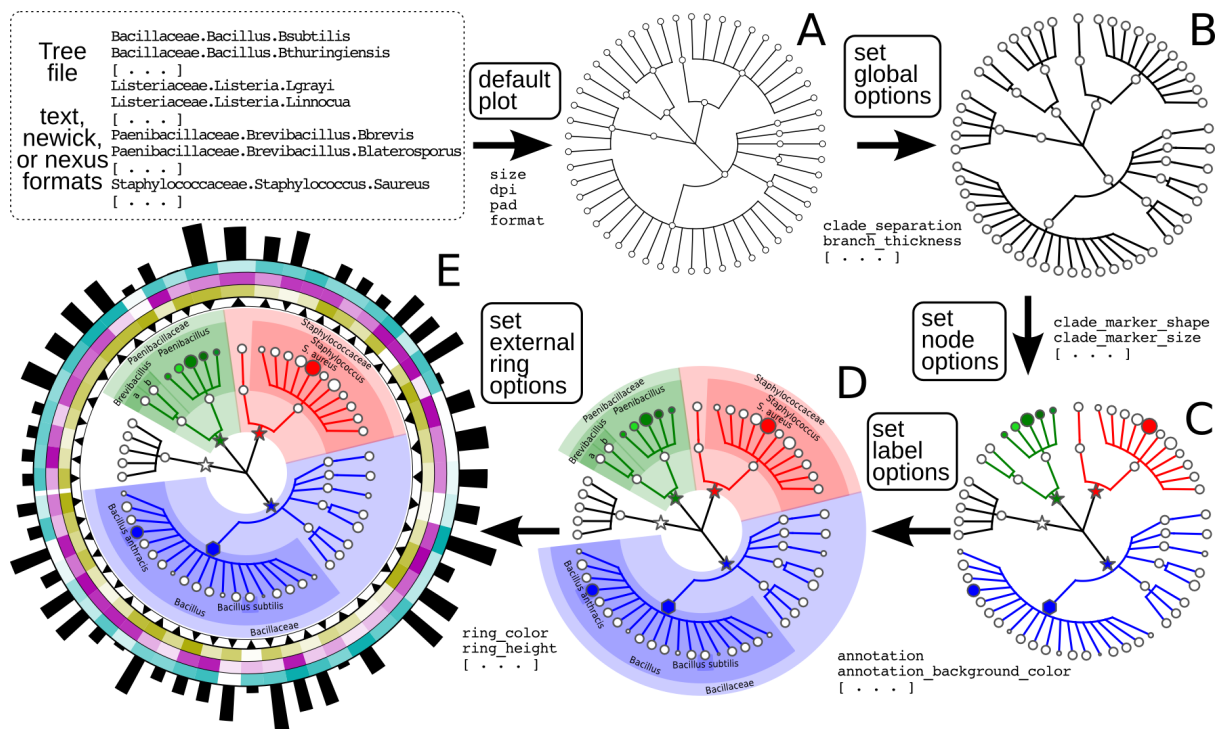 Tree
file
text,
newick,
or nexus
formats
Bacillaceae.Bacillus.Bsubtilis
Bacillaceae.Bacillus.Bthuringiensis
[ . . . ]
Listeriaceae.Listeria.Lgrayi
Listeriaceae.Listeria.Linnocua
[ . . . ]
Paenibacillaceae.Brevibacillus.Bbrevis
Paenibacillaceae.Brevibacillus.Blaterosporus
[ . . . ]
Staphylococcaceae.Staphylococcus.Saureus
[ . . . ]
default
plot
size
dpi
pad
format
A
set
global
options
clade_separation
branch_thickness
[ . . . ]
B
set
node
options
clade_marker_shape
clade_marker_size
[ . . . ]
C
set
label
options
annotation
annotation_background_color
[ . . . ]
D
Paenibacillaceae
Paenibacillus
Brevibacillus
a
b
Staphylococcaceae
Staphylococcus
S. aureus
Bacillus anthracis
Bacillus
Bacillus subtilis
Bacillaceae
set
external
ring
options
ring_color
ring_height
[ . . . ]
E
Paenibacillaceae
Paenibacillus
Brevibacillus
a
b
Staphylococcaceae
Staphylococcus
S. aureus
Bacillus anthracis
Bacillus
Bacillus subtilis
Bacillaceae